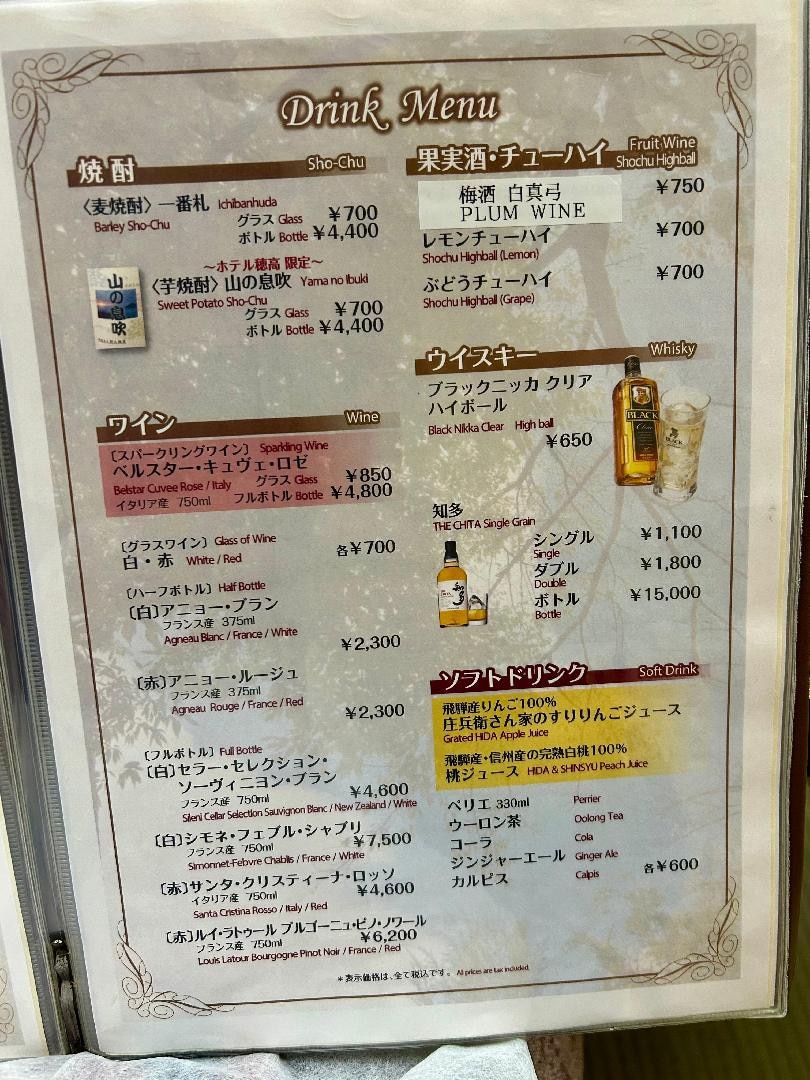 Drink Menu
焼酎 Sho-Chu
〈麦焼酎〉一番札 Ichibanhuda
Barley Sho-Chu グラス Glass ¥700
ボトル Bottle ¥4,400
～ホテル穂高 限定～
〈芋焼酎〉山の息吹 Yama no Ibuki
Sweet Potato Sho-Chu
グラス Glass ¥700
ボトル Bottle ¥4,400
山の息吹
ワイン Wine
〔スパークリングワイン〕 Sparkling Wine
ベルスター・キュヴェ・ロゼ
Belstar Cuvee Rose / Italy グラス Glass ¥850
イタリア産 750ml フルボトル Bottle ¥4,800
〔グラスワイン〕 Glass of Wine
白・赤 White / Red 各¥700
〔ハーフボトル〕 Half Bottle
〔白〕アニョー・ブラン
フランス産 375ml
Agneau Blanc / France / White
¥2,300
〔赤〕アニョー・ルージュ
フランス産 375ml
Agneau Rouge / France / Red
¥2,300
〔フルボトル〕 Full Bottle
〔白〕セラー・セレクション・
ソーヴィニヨン・ブラン
フランス産 750ml ¥4,600
Sileni Cellar Selection Sauvignon Blanc / New Zealand / White
〔白〕シモネ・フェブル・シャブリ
フランス産 750ml ¥7,500
Simonnet-Febvre Chablis / France / White
〔赤〕サンタ・クリスティーナ・ロッソ
イタリア産 750ml ¥4,600
Santa Cristina Rosso / Italy / Red
〔赤〕ルイ・ラトゥール ブルゴーニュ・ピノ・ノワール
フランス産 750ml ¥6,200
Louis Latour Bourgogne Pinot Noir / France / Red
果実酒・チューハイ Fruit Wine
Shochu Highball
梅酒 白真弓 ¥750
PLUM WINE
レモンチューハイ ¥700
Shochu Highball (Lemon)
ぶどうチューハイ ¥700
Shochu Highball (Grape)
ウイスキー Whisky
ブラックニッカ クリア
ハイボール
Black Nikka Clear High ball
¥650
BLACK
Clear
BLACK
知多
THE CHITA Single Grain
シングル ¥1,100
Single
ダブル ¥1,800
Double
ボトル ¥15,000
Bottle
知多
ソフトドリンク Soft Drink
飛騨産りんご100%
庄兵衛さん家のすりりんごジュース
Grated HIDA Apple Juice
飛騨産・信州産の完熟白桃100%
桃ジュース HIDA & SHINSYU Peach Juice
ペリエ 330ml Perrier
ウーロン茶 Oolong Tea
コーラ Cola
ジンジャーエール Ginger Ale
カルピス Calpis 各¥600
*表示価格は、全て税込です。 All prices are tax included.